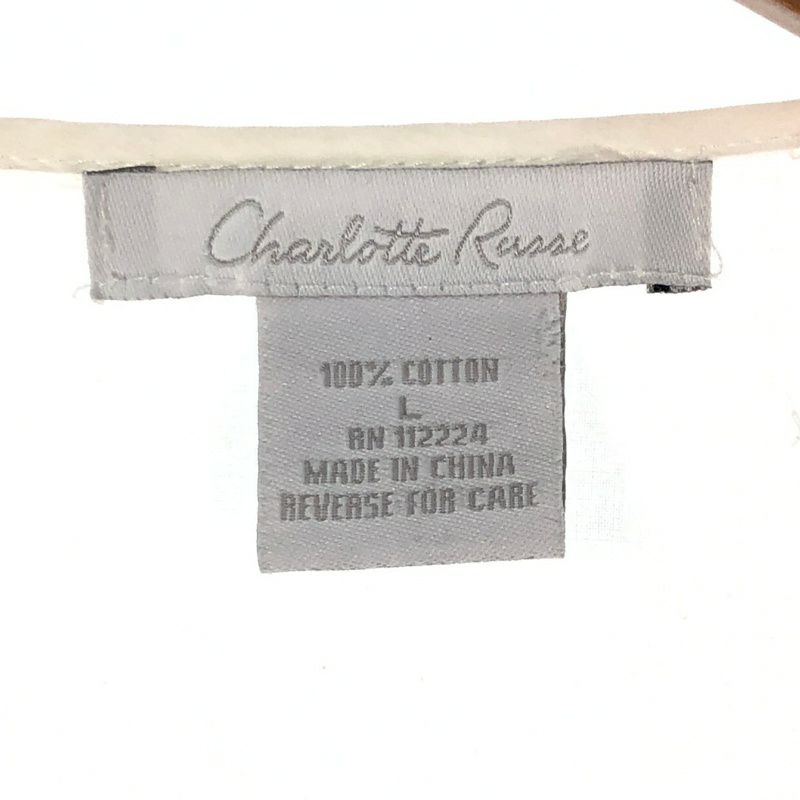 Charlotte Russe
100% COTTON
L
RN 112224
MADE IN CHINA
REVERSE FOR CARE